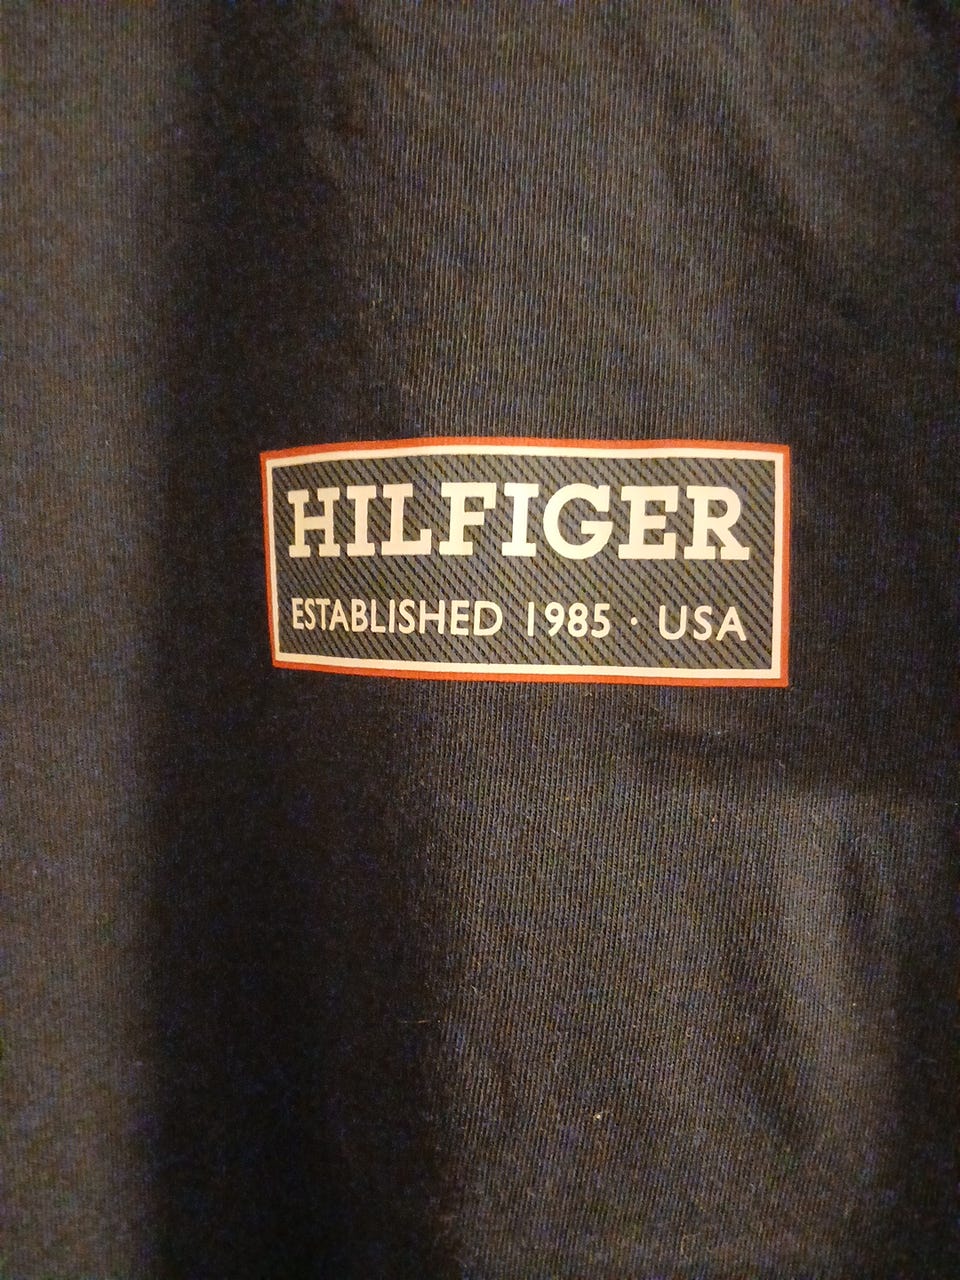 HILFIGER
ESTABLISHED 1985 · USA